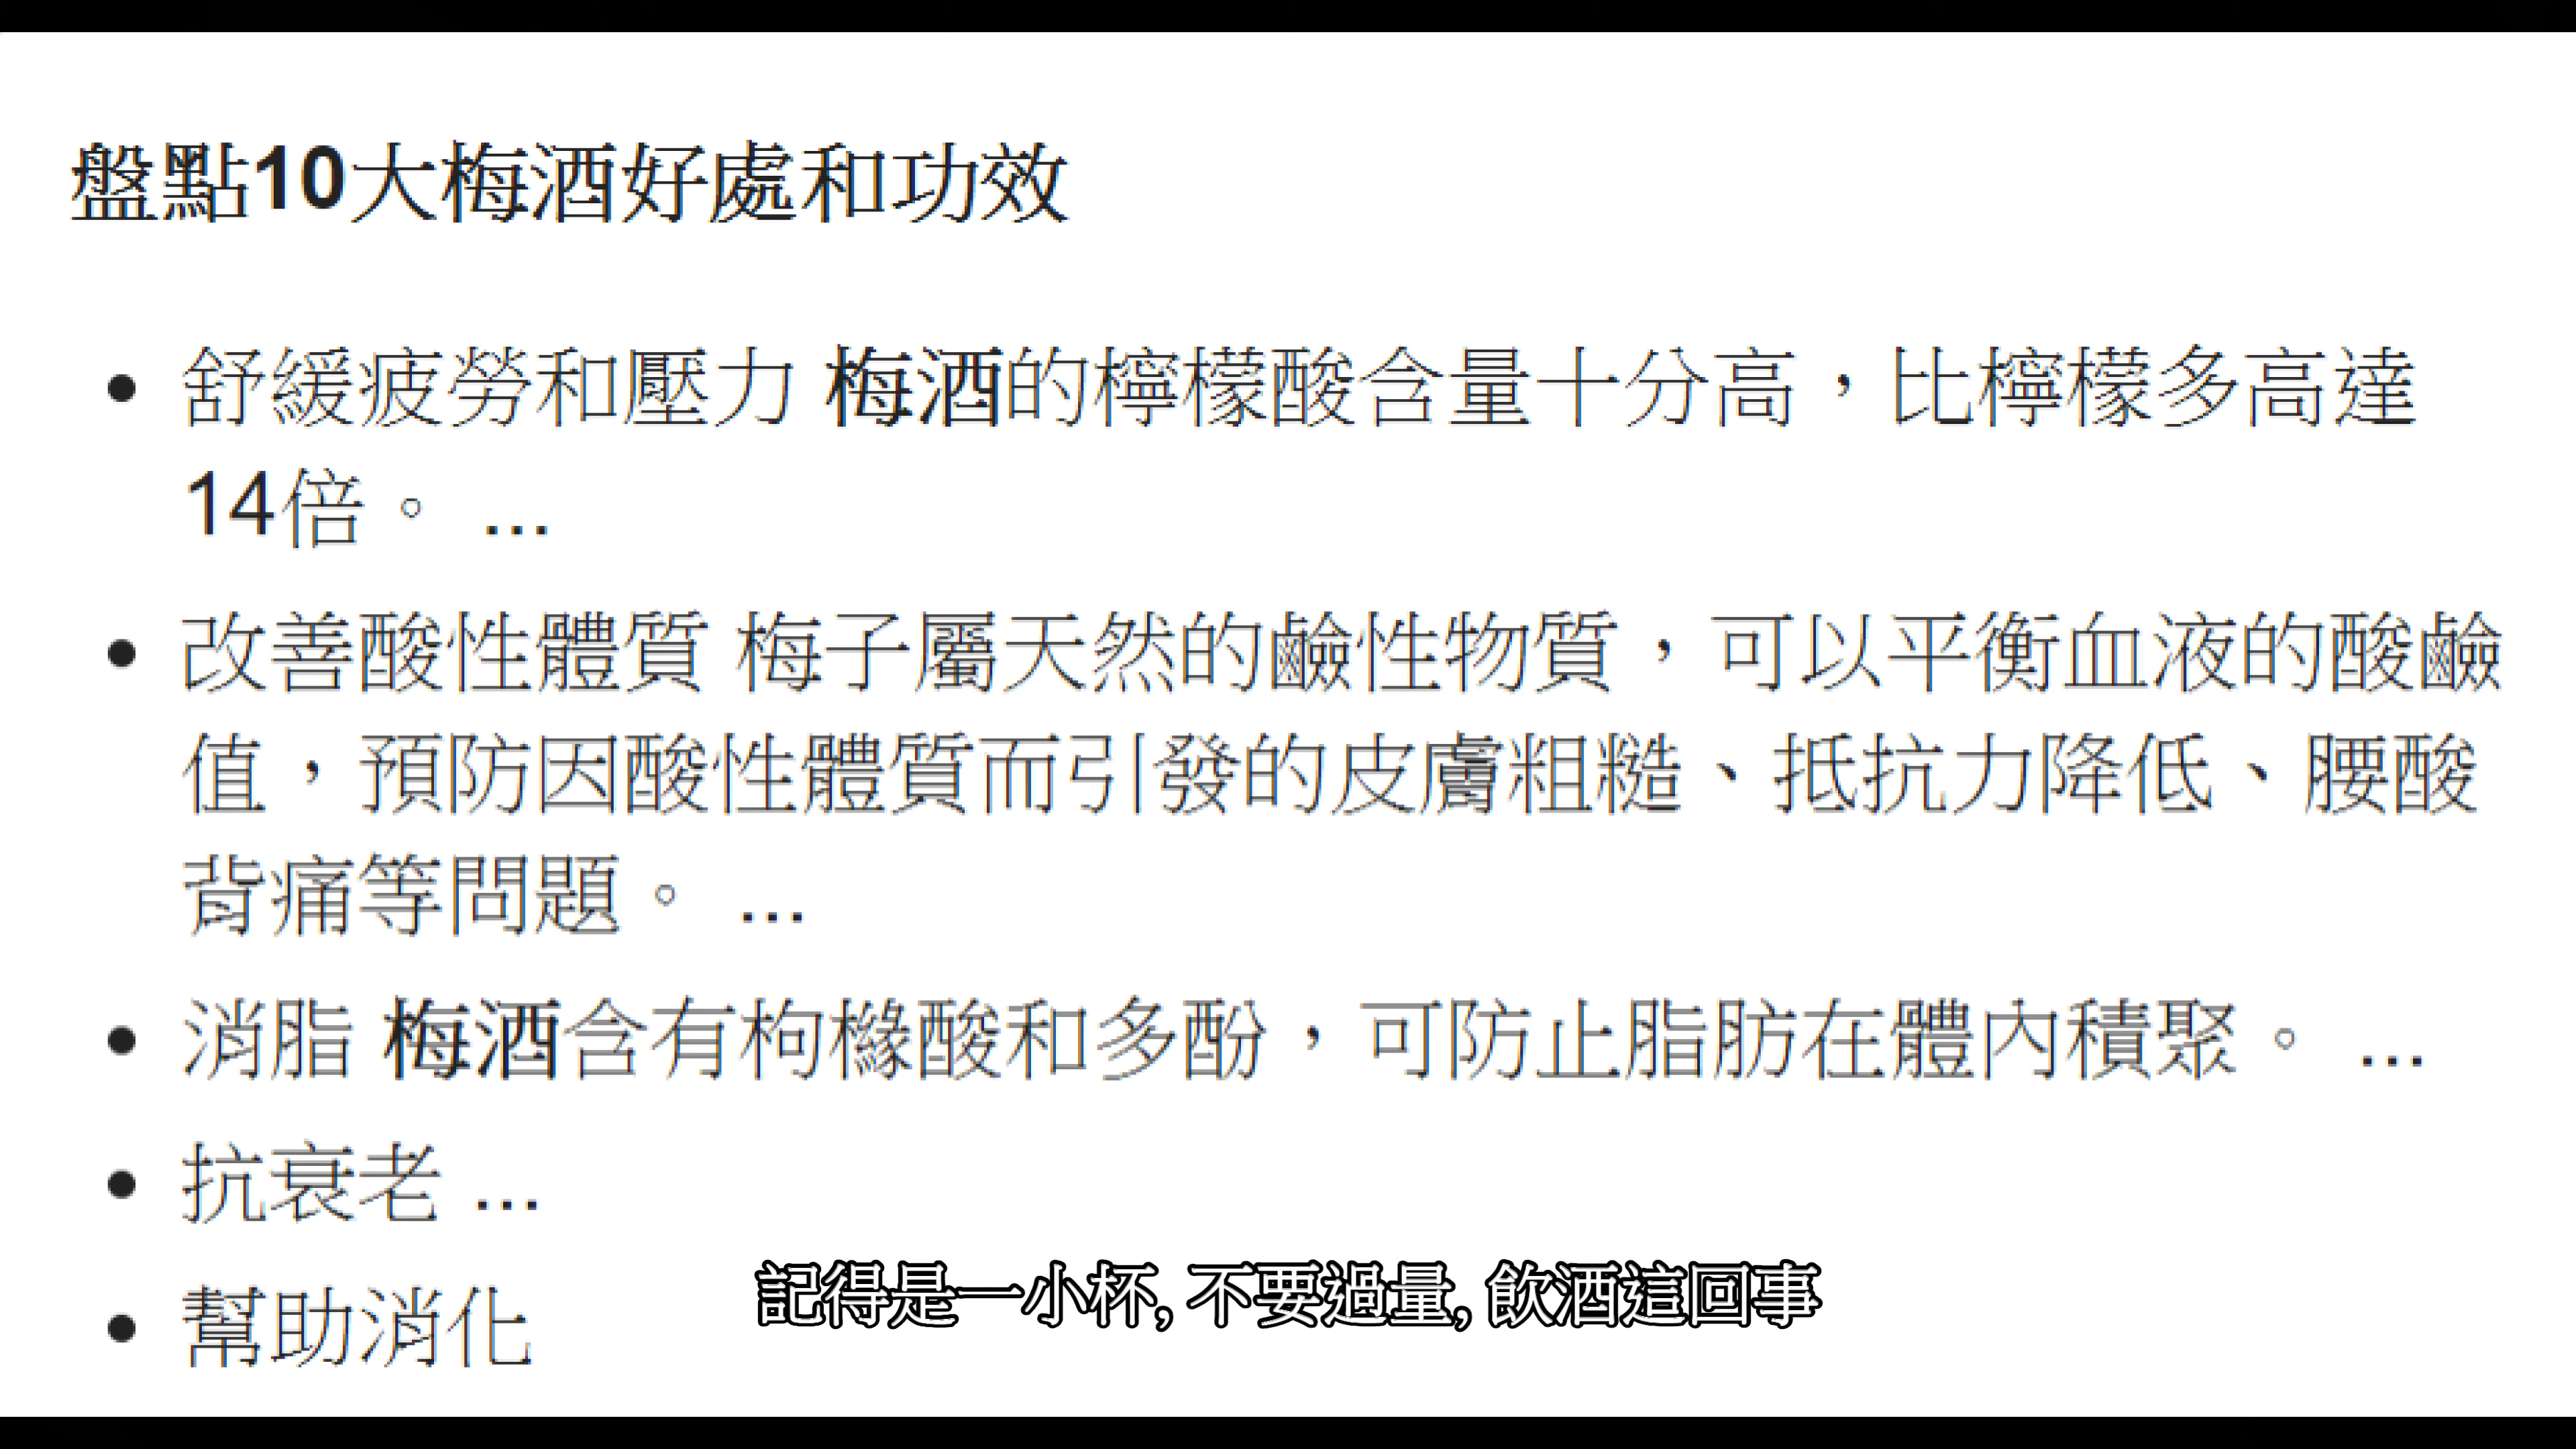 盤點10大梅酒好處和功效
舒緩疲勞和壓力 梅酒的檸檬酸含量十分高，比檸檬多高達
14倍。 ...
改善酸性體質 梅子屬天然的鹼性物質，可以平衡血液的酸鹼
值，預防因酸性體質而引發的皮膚粗糙、抵抗力降低、腰酸
背痛等問題。 ...
消脂 梅酒含有枸櫞酸和多酚，可防止脂肪在體內積聚。 ...
抗衰老 ...
幫助消化
記得是一小杯,不要過量,飲酒這回事